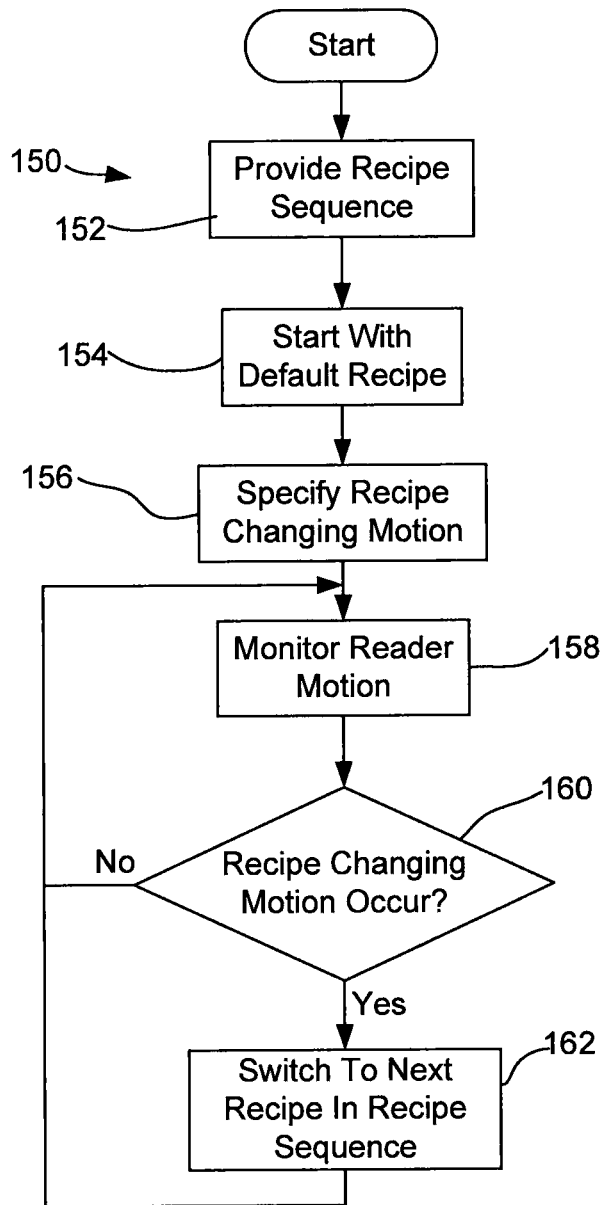 Start
150
Provide Recipe
Sequence
152
Start With
Default Recipe
154
156
Specify Recipe
Changing Motion
Monitor Reader
Motion
158
160
No
Recipe Changing
Motion Occur?
Yes
162
Switch To Next
Recipe In Recipe
Sequence